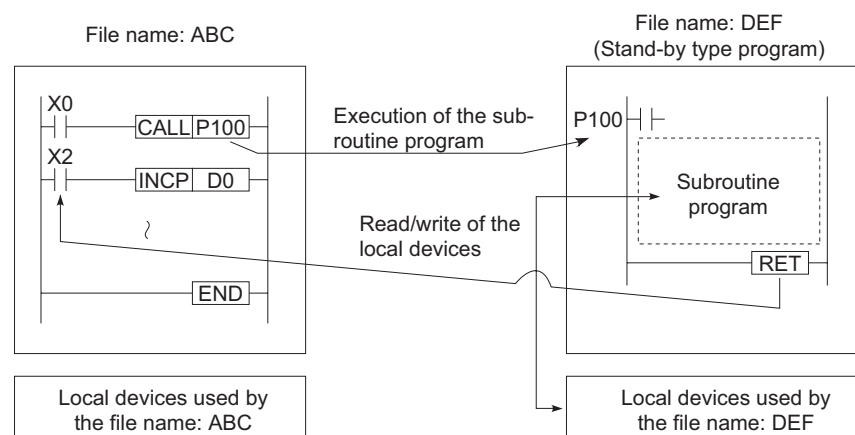 File name: ABC
File name: DEF
(Stand-by type program)
X0
CALL P100
X2
INCP D0
END
Execution of the sub-
routine program
Read/write of the
local devices
P100
Subroutine
program
RET
Local devices used by
the file name: ABC
Local devices used by
the file name: DEF